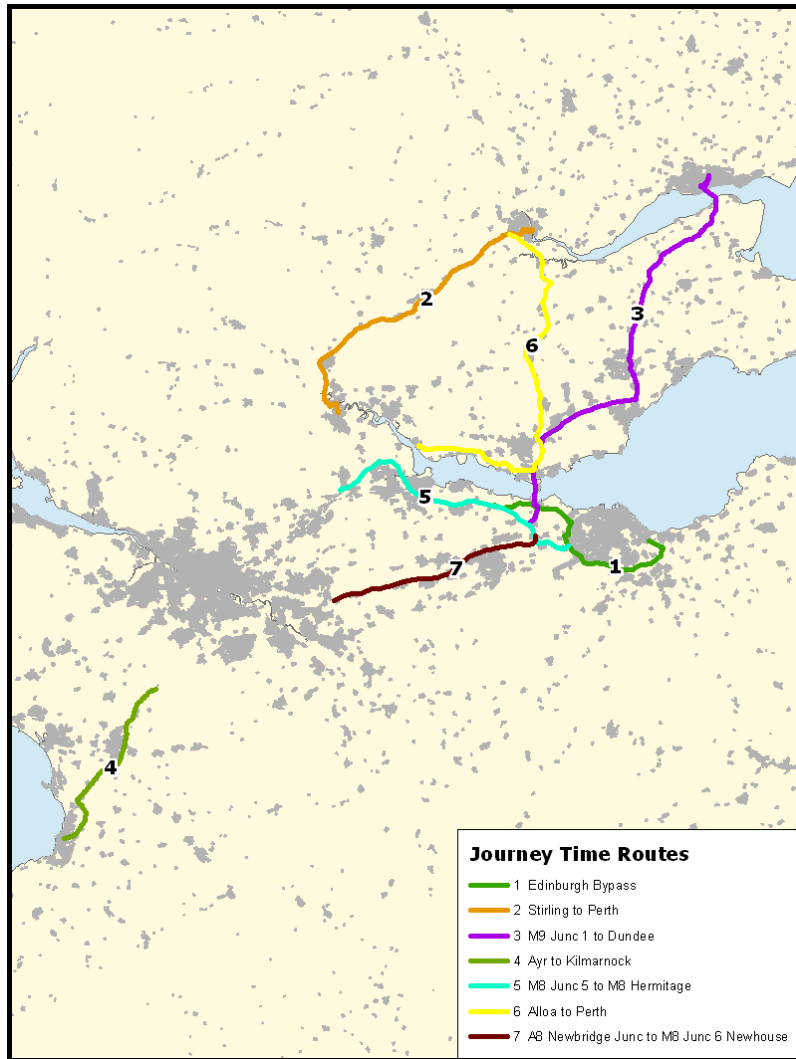 2
3
6
5
7
1
4
Journey Time Routes
1 Edinburgh Bypass
2 Stirling to Perth
3 M9 Junc 1 to Dundee
4 Ayr to Kilmarnock
5 M8 Junc 5 to M8 Hermitage
6 Alloa to Perth
7 A8 Newbridge Junc to M8 Junc 6 Newhouse